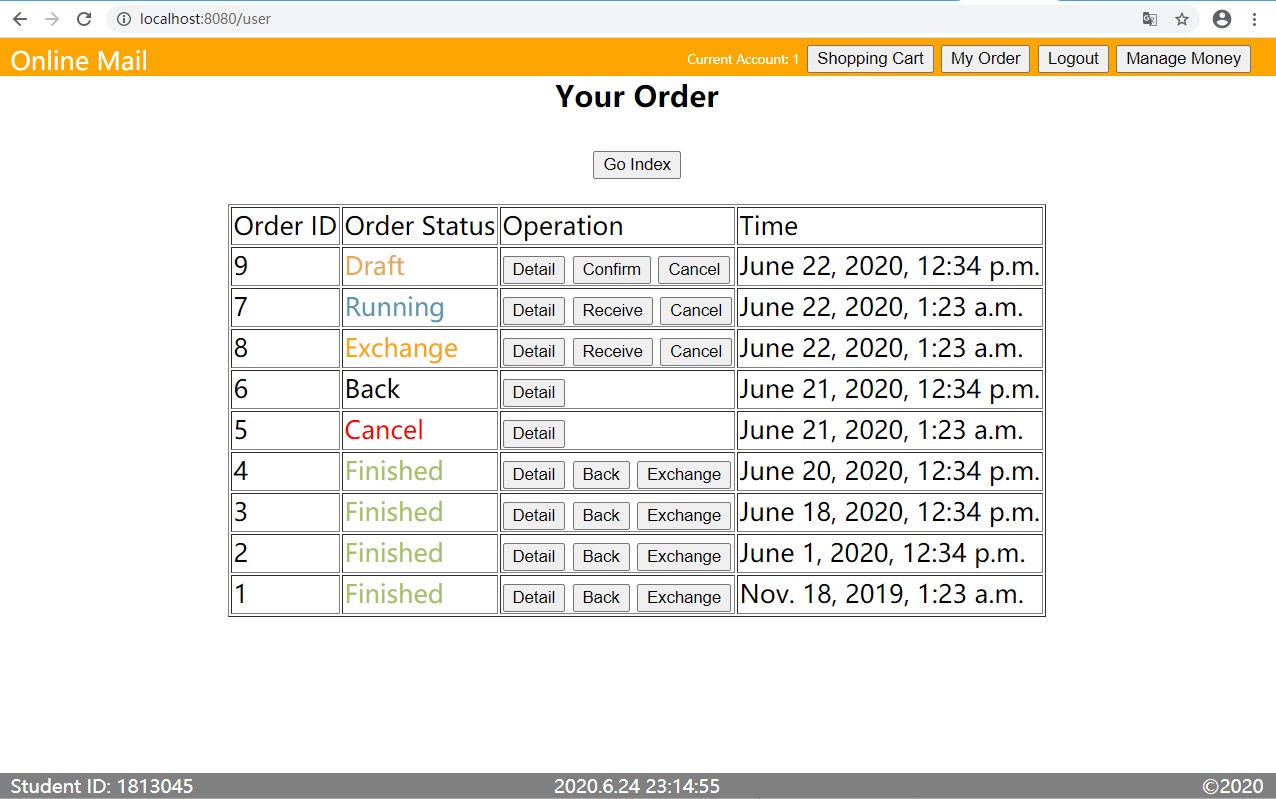 localhost:8080/user
Online Mail Current Account: 1 Shopping Cart My Order Logout Manage Money
Your Order
Go Index
Order ID Order Status Operation Time
9 Draft Detail Confirm Cancel June 22, 2020, 12:34 p.m.
7 Running Detail Receive Cancel June 22, 2020, 1:23 a.m.
8 Exchange Detail Receive Cancel June 22, 2020, 1:23 a.m.
6 Back Detail June 21, 2020, 12:34 p.m.
5 Cancel Detail June 21, 2020, 1:23 a.m.
4 Finished Detail Back Exchange June 20, 2020, 12:34 p.m.
3 Finished Detail Back Exchange June 18, 2020, 12:34 p.m.
2 Finished Detail Back Exchange June 1, 2020, 12:34 p.m.
1 Finished Detail Back Exchange Nov. 18, 2019, 1:23 a.m.
Student ID: 1813045 2020.6.24 23:14:55 ©2020